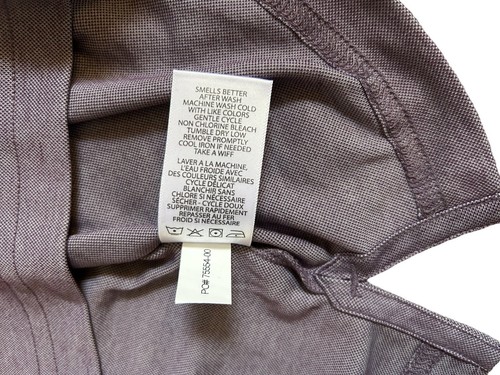 SMELLS BETTER
AFTER WASH
MACHINE WASH COLD
WITH LIKE COLORS
GENTLE CYCLE
NON CHLORINE BLEACH
TUMBLE DRY LOW
REMOVE PROMPTLY
COOL IRON IF NEEDED
TAKE A WIFF
LAVER A LA MACHINE,
L'EAU FROIDE AVEC
DES COULEURS SIMILAIRES
CYCLE DÉLICAT
BLANCHIR SANS
CHLORE SI NÉCESSAIRE
SÉCHER - CYCLE DOUX
SUPPRIMER RAPIDEMENT
REPASSER AU FER
FROID SI NÉCESSAIRE
PC# 75554-00